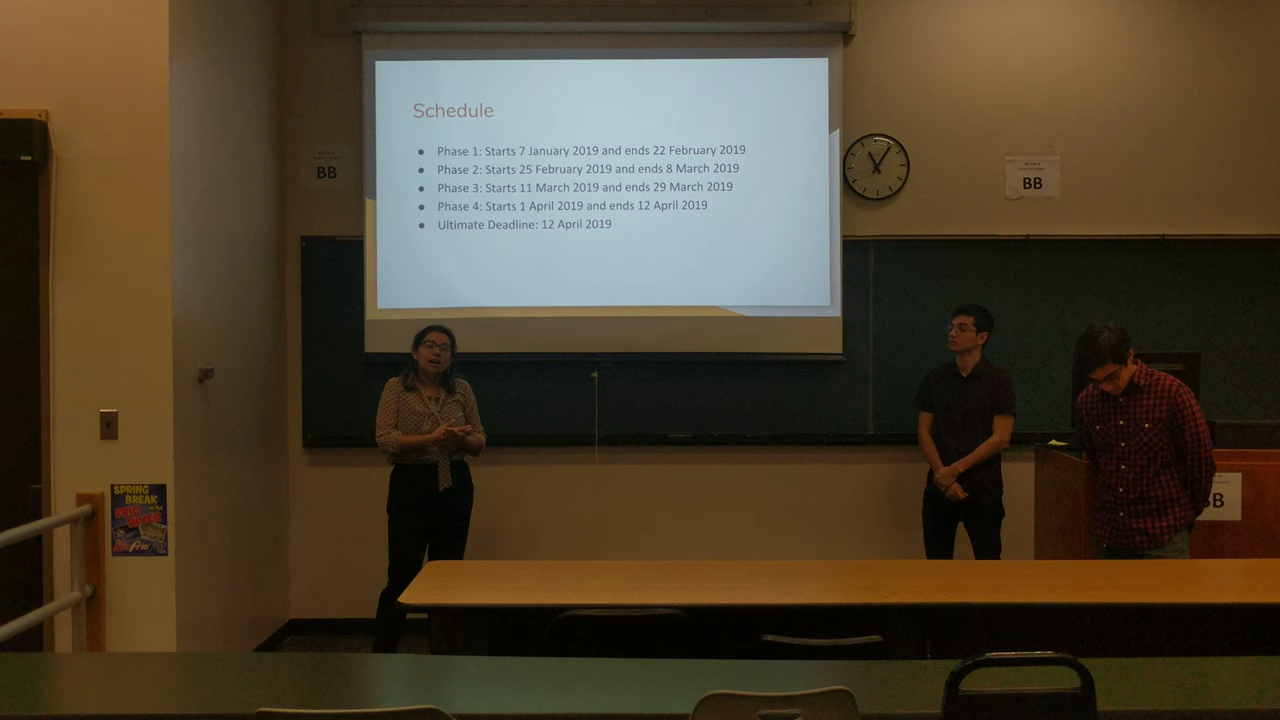 Schedule
● Phase 1: Starts 7 January 2019 and ends 22 February 2019
● Phase 2: Starts 25 February 2019 and ends 8 March 2019
● Phase 3: Starts 11 March 2019 and ends 29 March 2019
● Phase 4: Starts 1 April 2019 and ends 12 April 2019
● Ultimate Deadline: 12 April 2019
BB
BB
BB
SPRING
BREAK
FRIO
RIVER